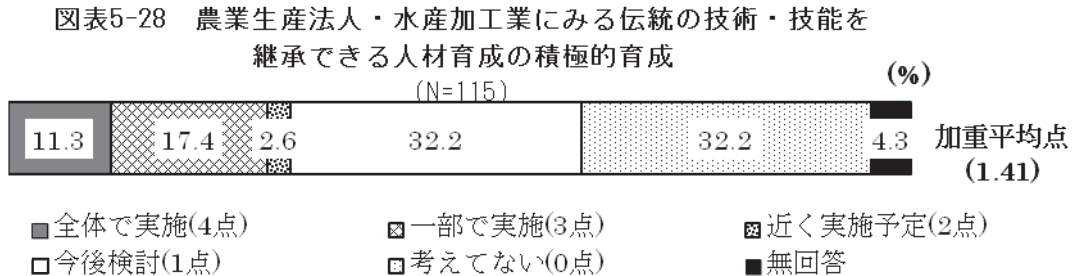 図表5-28　農業生産法人・水産加工業にみる伝統の技術・技能を
継承できる人材育成の積極的育成
(N=115)
(%)
11.3 17.4 2.6 32.2 32.2 4.3
加重平均点
(1.41)
全体で実施(4点) 一部で実施(3点) 近く実施予定(2点)
今後検討(1点) 考えてない(0点) 無回答